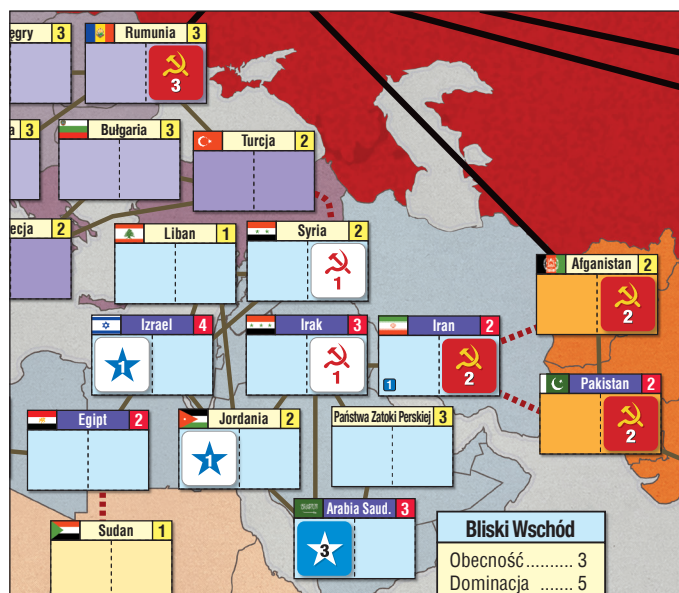 ęgry 3
Rumunia 3
3
a 3
Bułgaria 3
Turcja 2
ecja 2
Liban 1
Syria 2
1
Afganistan 2
2
Izrael 4
1
Irak 3
1
Iran 2
1
2
Pakistan 2
2
Egipt 2
Jordania 2
1
Państwa Zatoki Perskiej 3
Arabia Saud. 3
3
Sudan 1
Bliski Wschód
Obecność.......... 3
Dominacja ....... 5